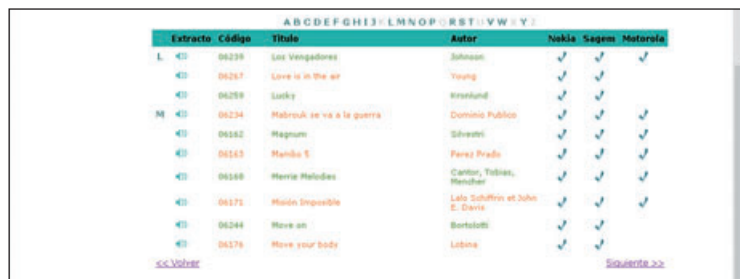 A B C D E F G H I J K L M N O P Q R S T U V W X Y Z
Extracto Código Título Autor Nokia Sagem Motorola
L 06239 Los Vengadores Johnson
06267 Love is in the air Young
06259 Lucky Kronlund
M 06234 Mabrouk se va a la guerra Dominio Publico
06162 Magnum Silvestri
06163 Mambo 5 Perez Prado
06160 Merrie Melodies Cantor, Tobias, Mencher
06171 Misión Imposible Lalo Schiffrin et John E. Davis
06244 Move on Bortolotti
06176 Move your body Lobina
<< Volver Siguiente >>